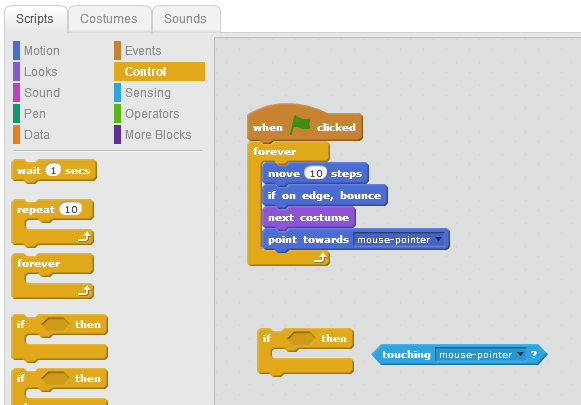 Scripts Costumes Sounds
Motion Events
Looks Control
Sound Sensing
Pen Operators
Data More Blocks
wait 1 secs
repeat 10
forever
if then
if then
when clicked
forever
move 10 steps
if on edge, bounce
next costume
point towards mouse-pointer
if then
touching mouse-pointer ?